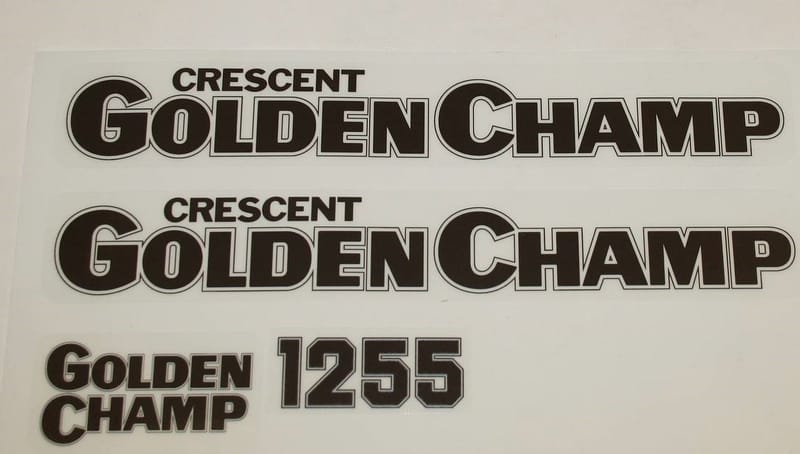 CRESCENT
GOLDEN CHAMP
CRESCENT
GOLDEN CHAMP
GOLDEN
CHAMP
1255